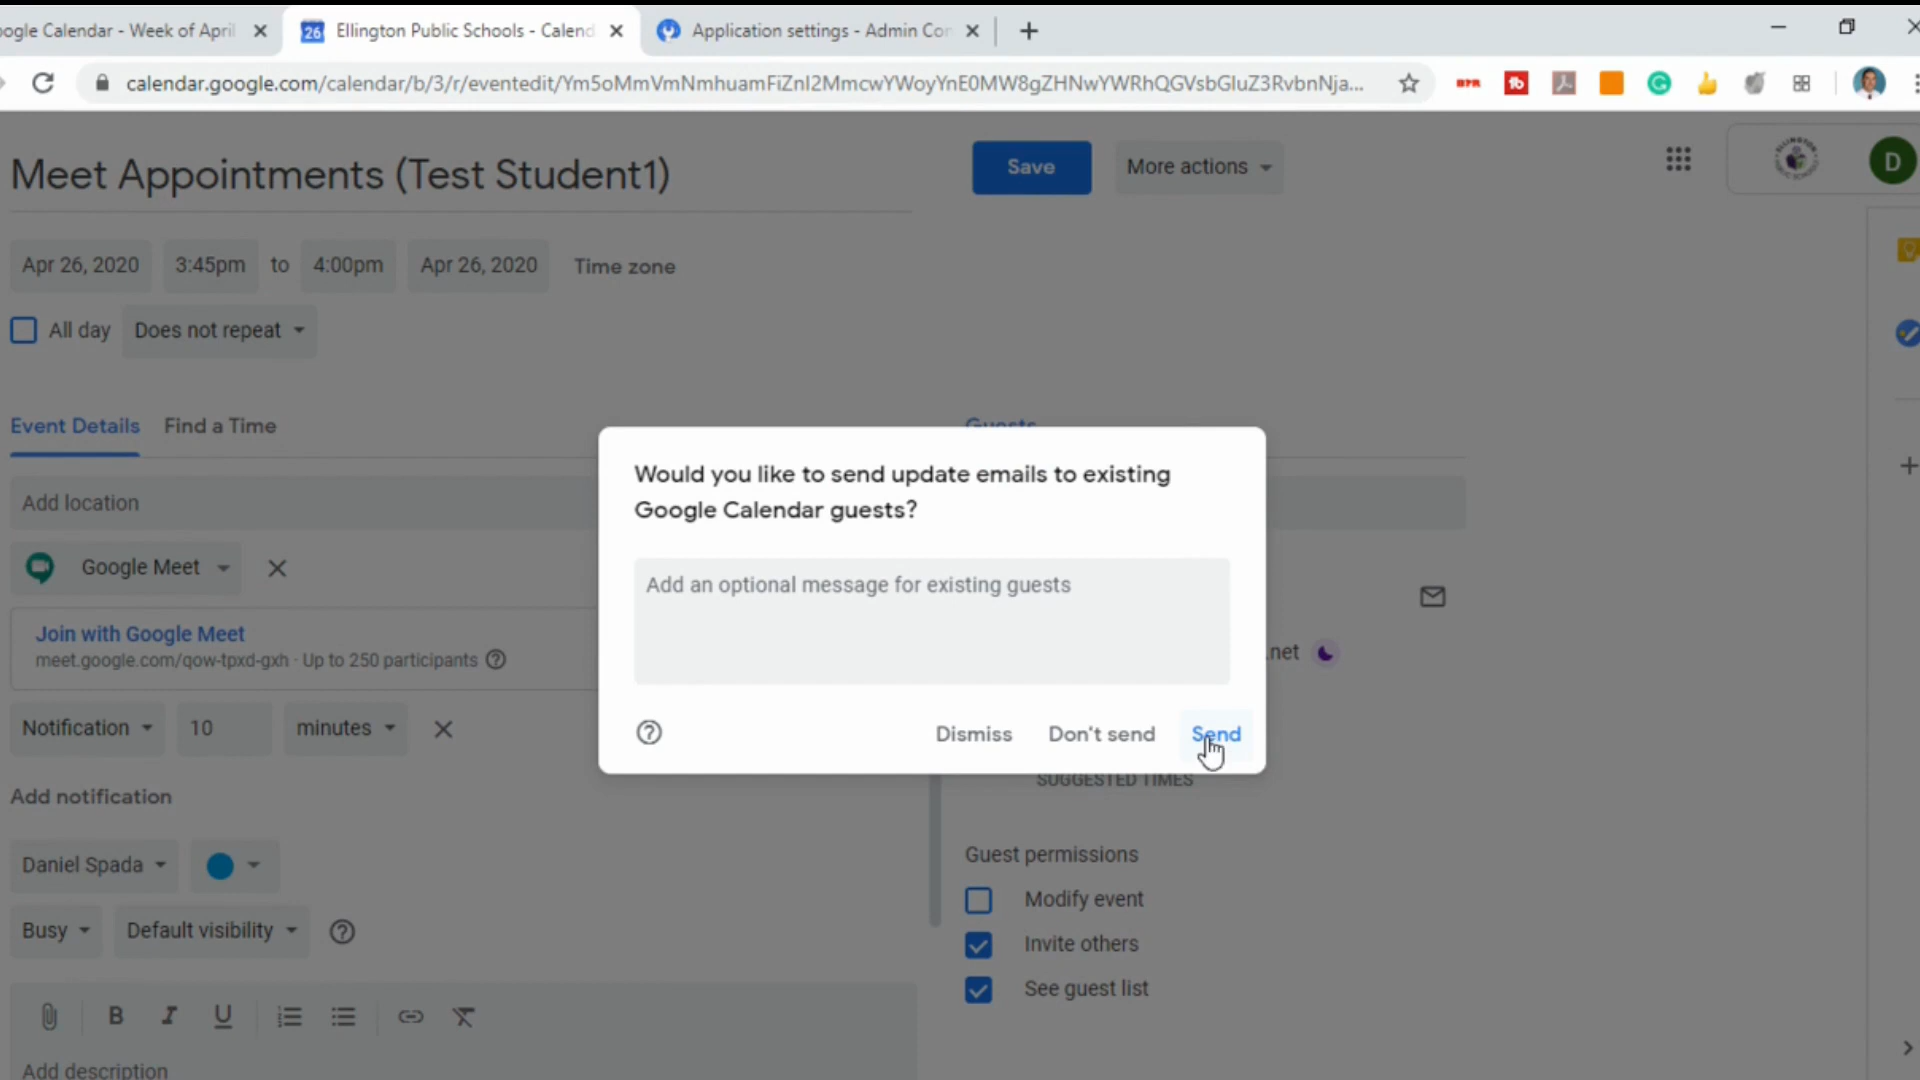 oogle Calendar - Week of April
26 Ellington Public Schools - Calend
Application settings - Admin Con
calendar.google.com/calendar/b/3/r/eventedit/Ym5oMmVmNmhuamFiZnI2MmcwYWoyYnE0MW8gZHNwYWRhQGVsbGluZ3RvbnNja...
Meet Appointments (Test Student1)
Save
More actions
D
Apr 26, 2020
3:45pm
to
4:00pm
Apr 26, 2020
Time zone
All day
Does not repeat
Event Details
Find a Time
Guests
Add location
Google Meet
Join with Google Meet
meet.google.com/qow-tpxd-gxh · Up to 250 participants
Notification
10
minutes
Add notification
Daniel Spada
Busy
Default visibility
B I U
Add description
Would you like to send update emails to existing
Google Calendar guests?
Add an optional message for existing guests
Dismiss
Don't send
Send
.net
SUGGESTED TIMES
Guest permissions
Modify event
Invite others
See guest list